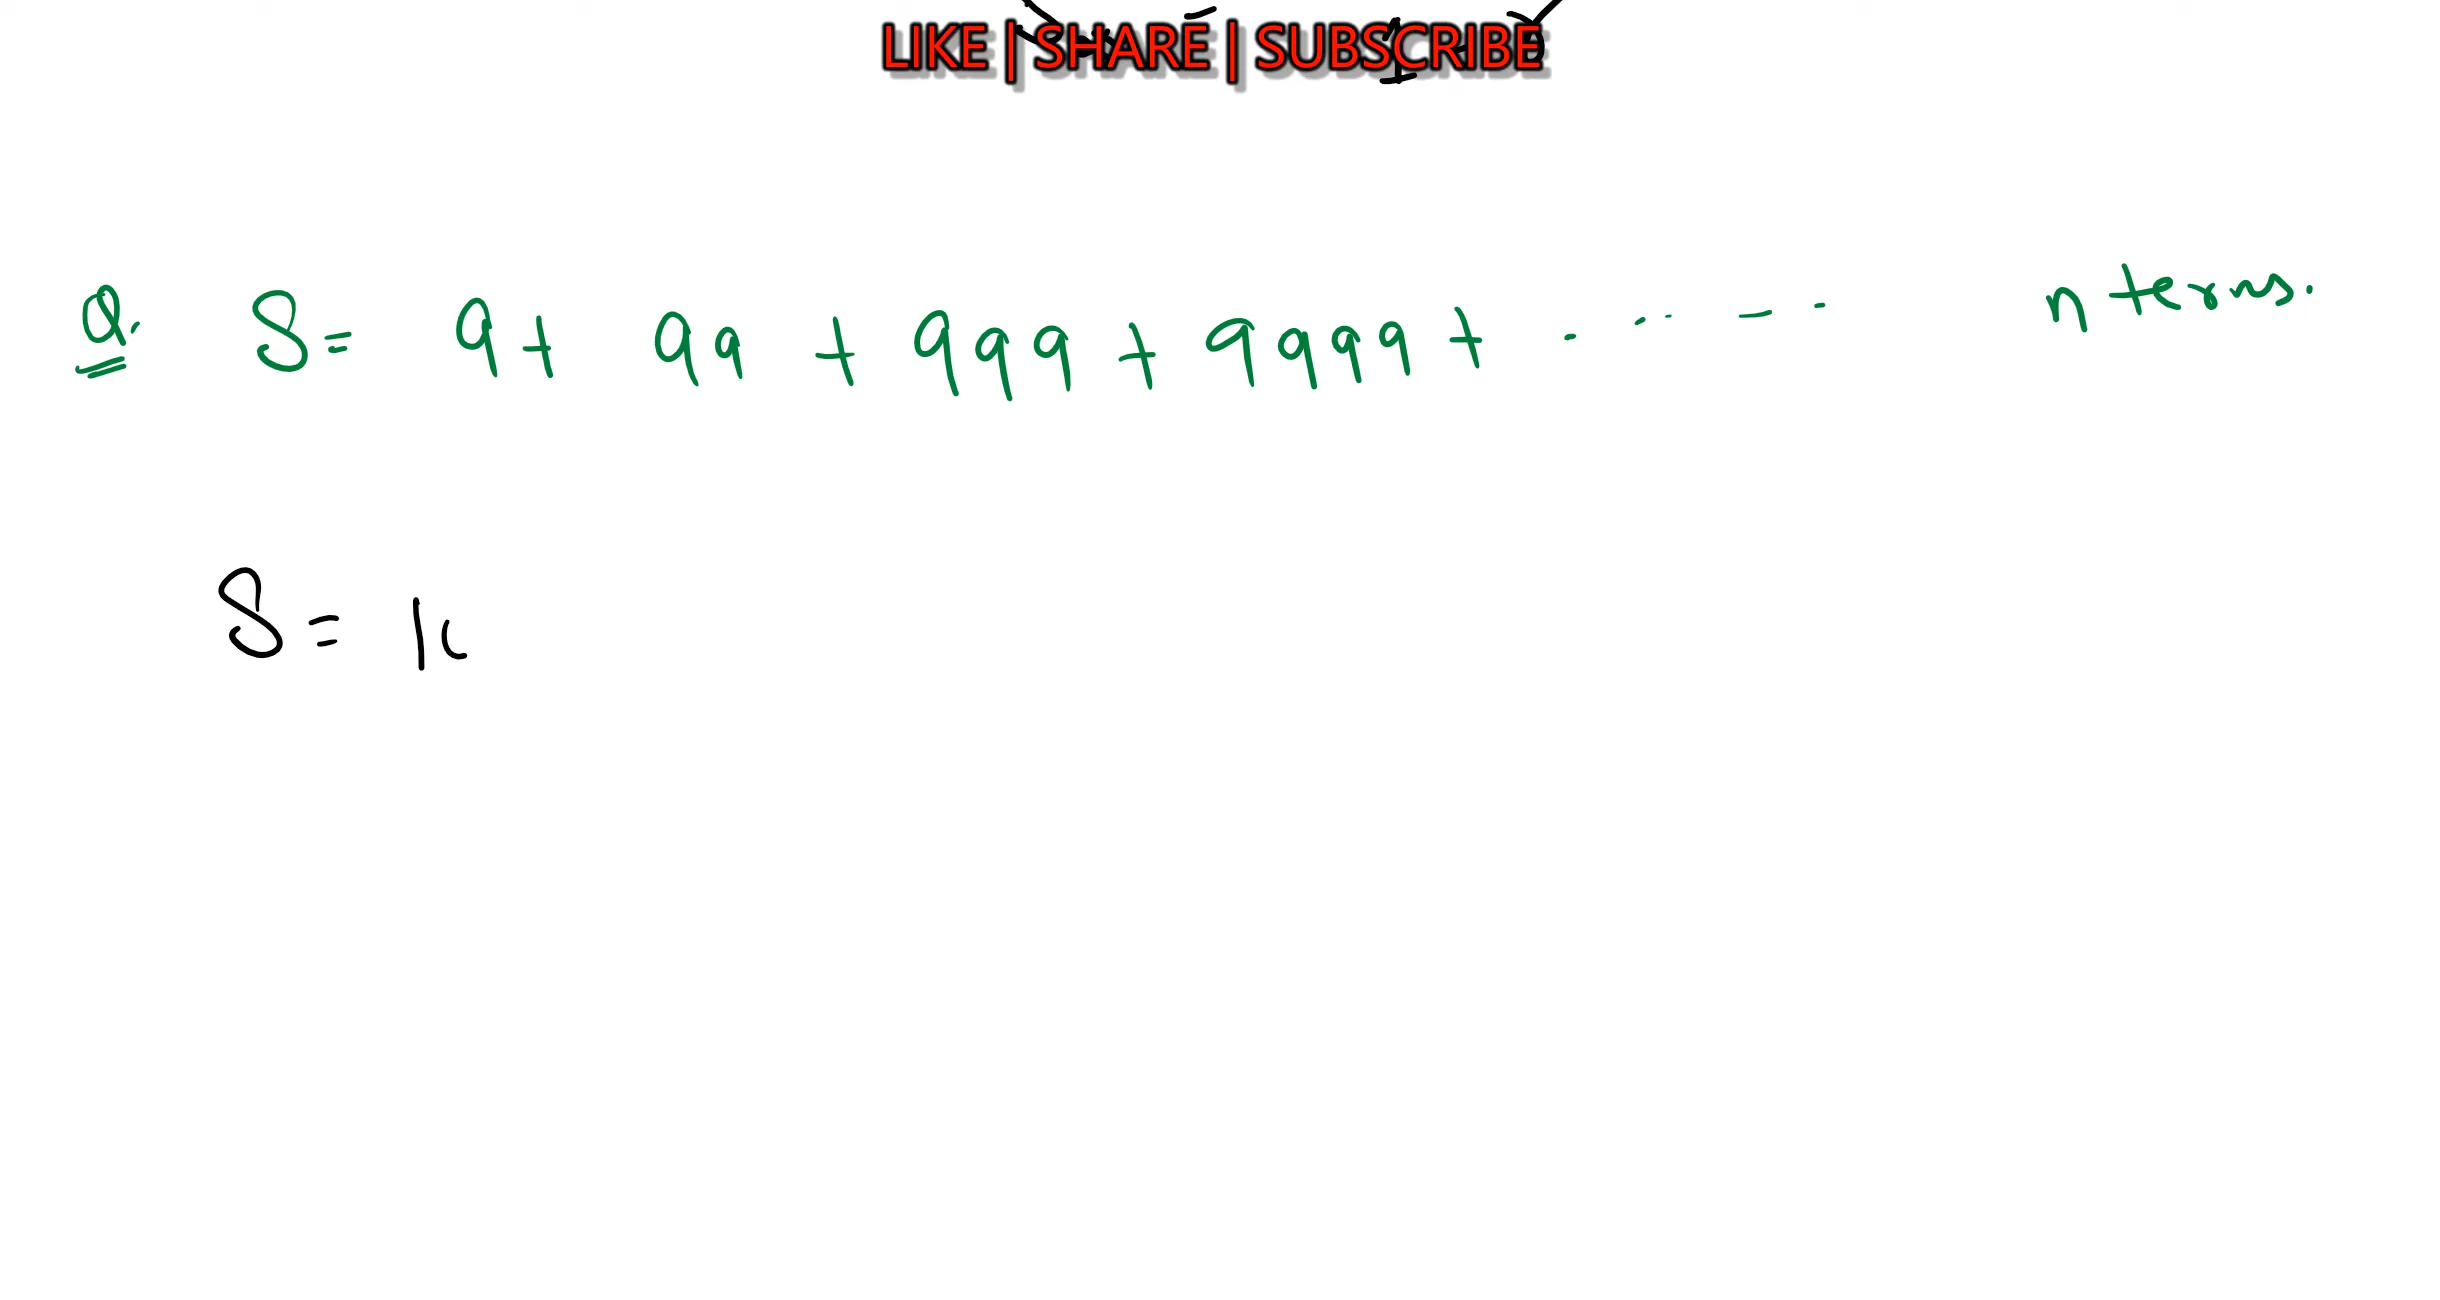 LIKE | SHARE | SUBSCRIBE
Q. S = 9 + 99 + 999 + 9999 + ....... n terms.
S =